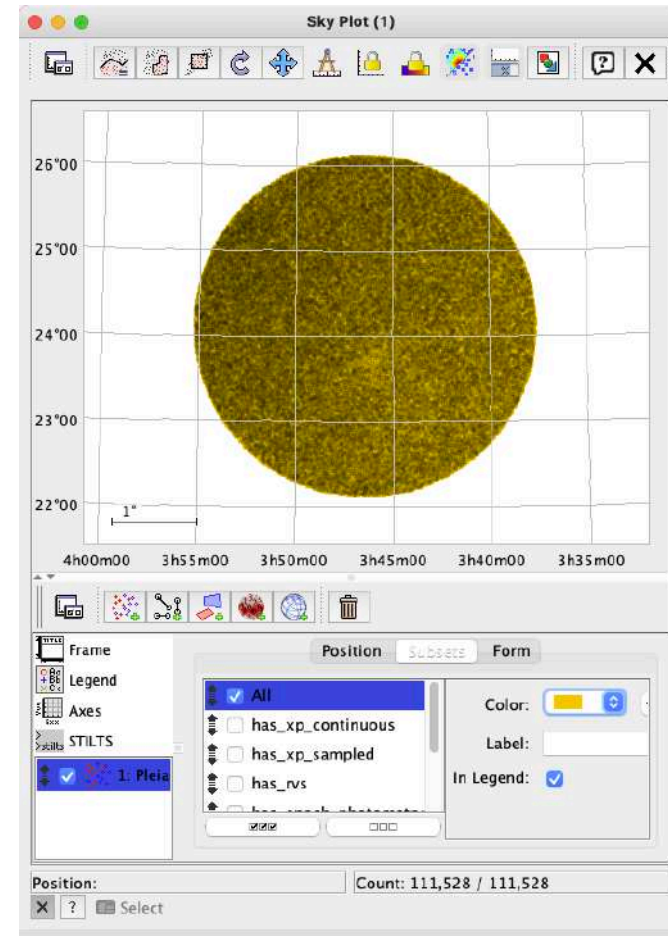 Sky Plot (1)
26°00
25°00
24°00
23°00
22°00
1°
4h00m00 3h55m00 3h50m00 3h45m00 3h40m00 3h35m00
Frame
Legend
Axes
STILTS
1: Pleia
Position Subsets Form
All
has_xp_continuous
has_xp_sampled
has_rvs
Color:
Label:
In Legend:
Position:
Count: 111,528 / 111,528
Select